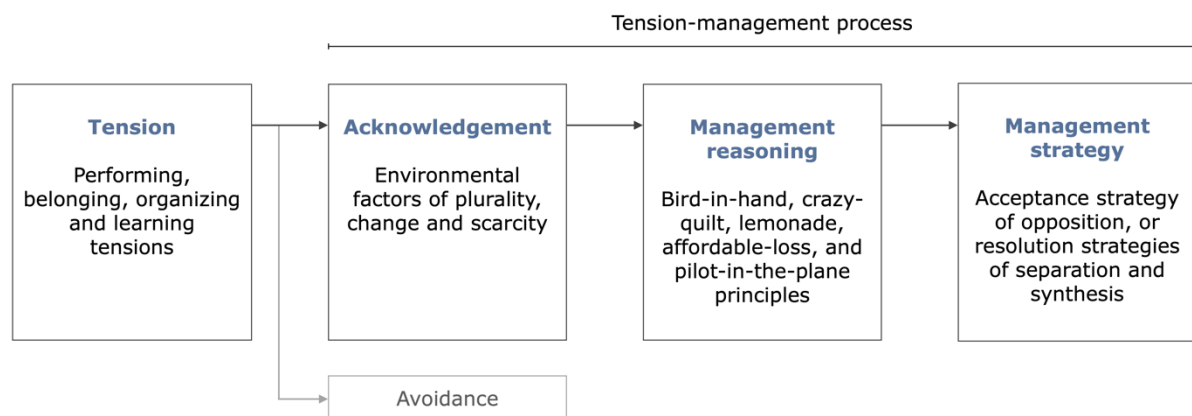 Tension-management process
Tension
Performing,
belonging, organizing
and learning
tensions
Acknowledgement
Environmental
factors of plurality,
change and scarcity
Management
reasoning
Bird-in-hand, crazy-
quilt, lemonade,
affordable-loss, and
pilot-in-the-plane
principles
Management
strategy
Acceptance strategy
of opposition, or
resolution strategies
of separation and
synthesis
Avoidance